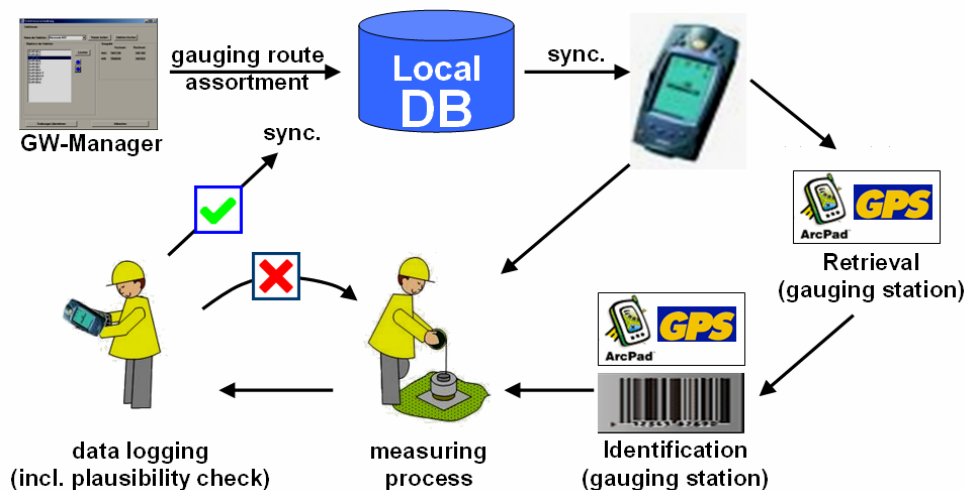 gauging route
assortment
Local
DB
sync.
GW-Manager
sync.
ArcPad
GPS
Retrieval
(gauging station)
ArcPad
GPS
data logging
(incl. plausibility check)
measuring
process
Identification
(gauging station)